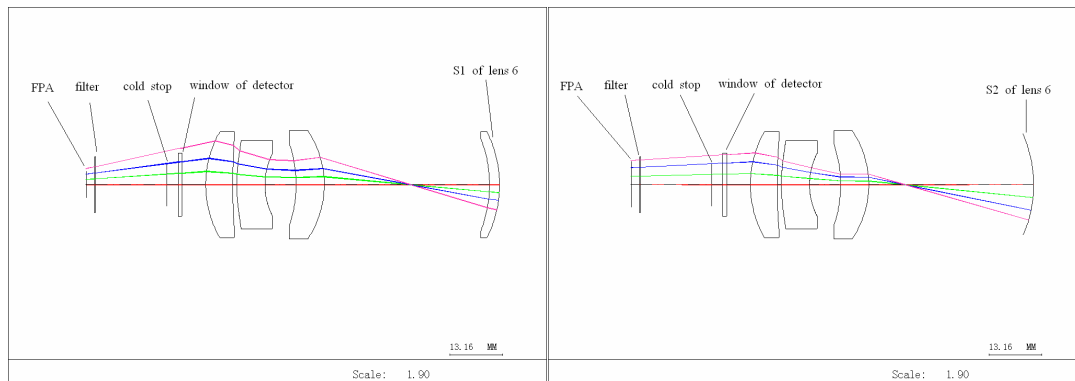 S1 of lens 6
FPA filter cold stop window of detector
13.16 MM
Scale: 1.90
S2 of lens 6
FPA filter cold stop window of detector
13.16 MM
Scale: 1.90